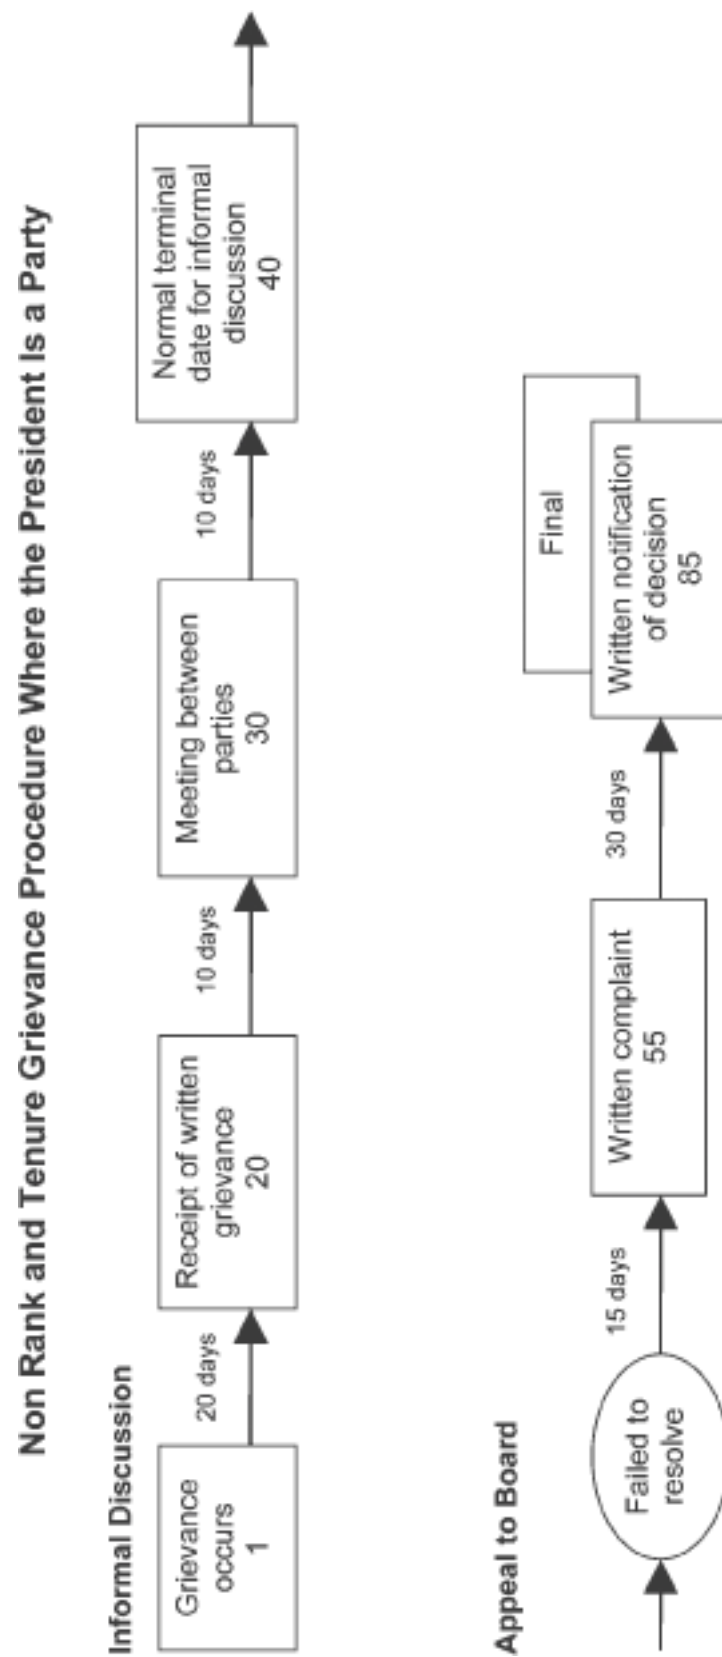 Non Rank and Tenure Grievance Procedure Where the President Is a Party
Informal Discussion
Grievance
occurs
1
20 days
Receipt of written
grievance
20
10 days
Meeting between
parties
30
10 days
Normal terminal
date for informal
discussion
40
Appeal to Board
Failed to
resolve
15 days
Written complaint
55
30 days
Final
Written notification
of decision
85